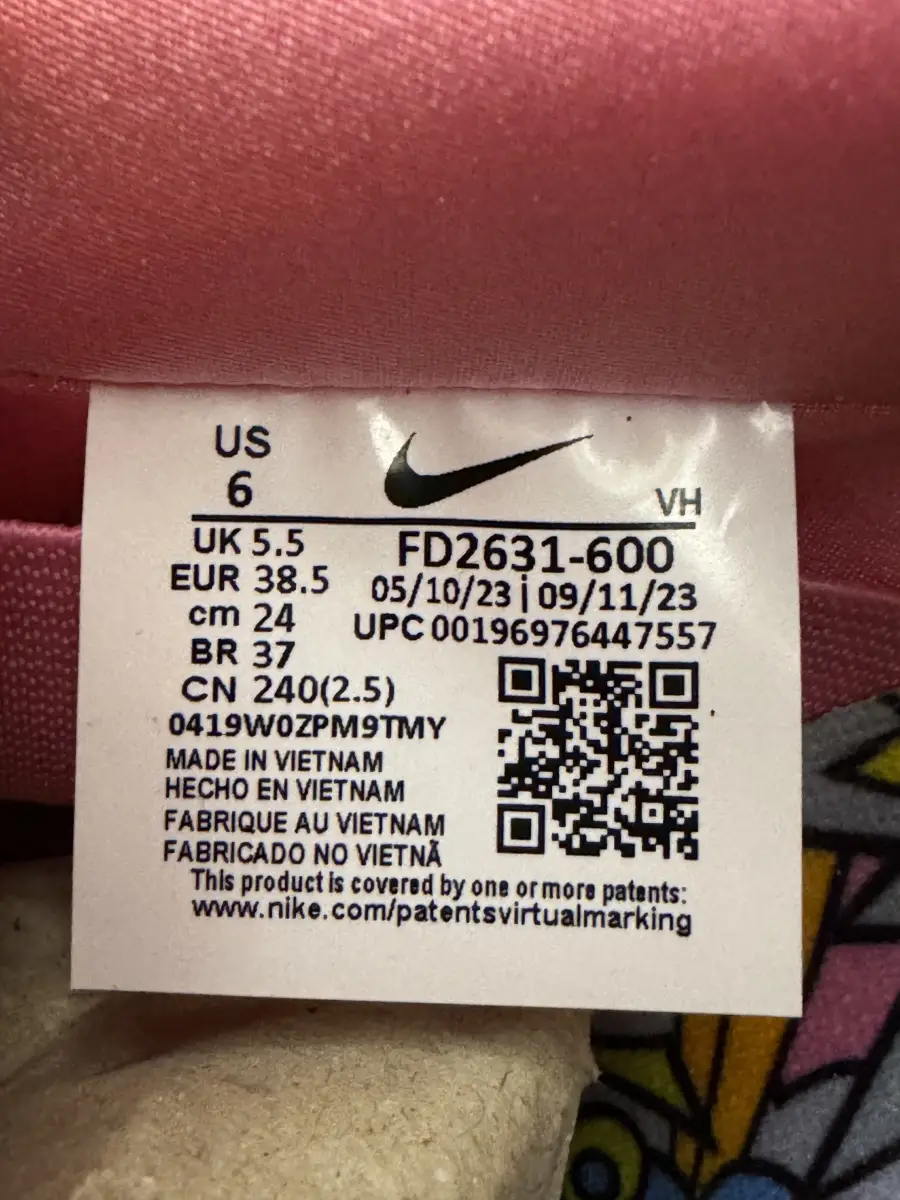 US
6
VH
UK 5.5
EUR 38.5
cm 24
BR 37
CN 240(2.5)
FD2631-600
05/10/23 | 09/11/23
UPC 00196976447557
0419W0ZPM9TMY
MADE IN VIETNAM
HECHO EN VIETNAM
FABRIQUE AU VIETNAM
FABRICADO NO VIETNÃ
This product is covered by one or more patents:
www.nike.com/patentsvirtualmarking